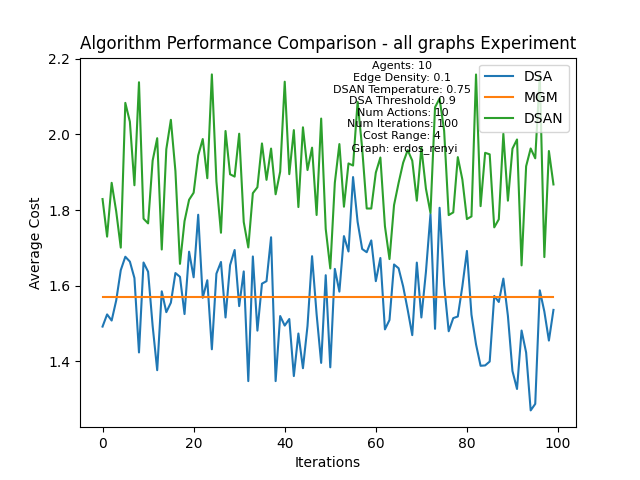 Algorithm Performance Comparison - all graphs Experiment
Agents: 10
Edge Density: 0.1
DSAN Temperature: 0.75
DSA Threshold: 0.9
Num Actions: 10
Num Iterations: 100
Cost Range: 4
Graph: erdos_renyi
DSA
MGM
DSAN
2.2
2.0
1.8
1.6
1.4
Average Cost
0 20 40 60 80 100
Iterations